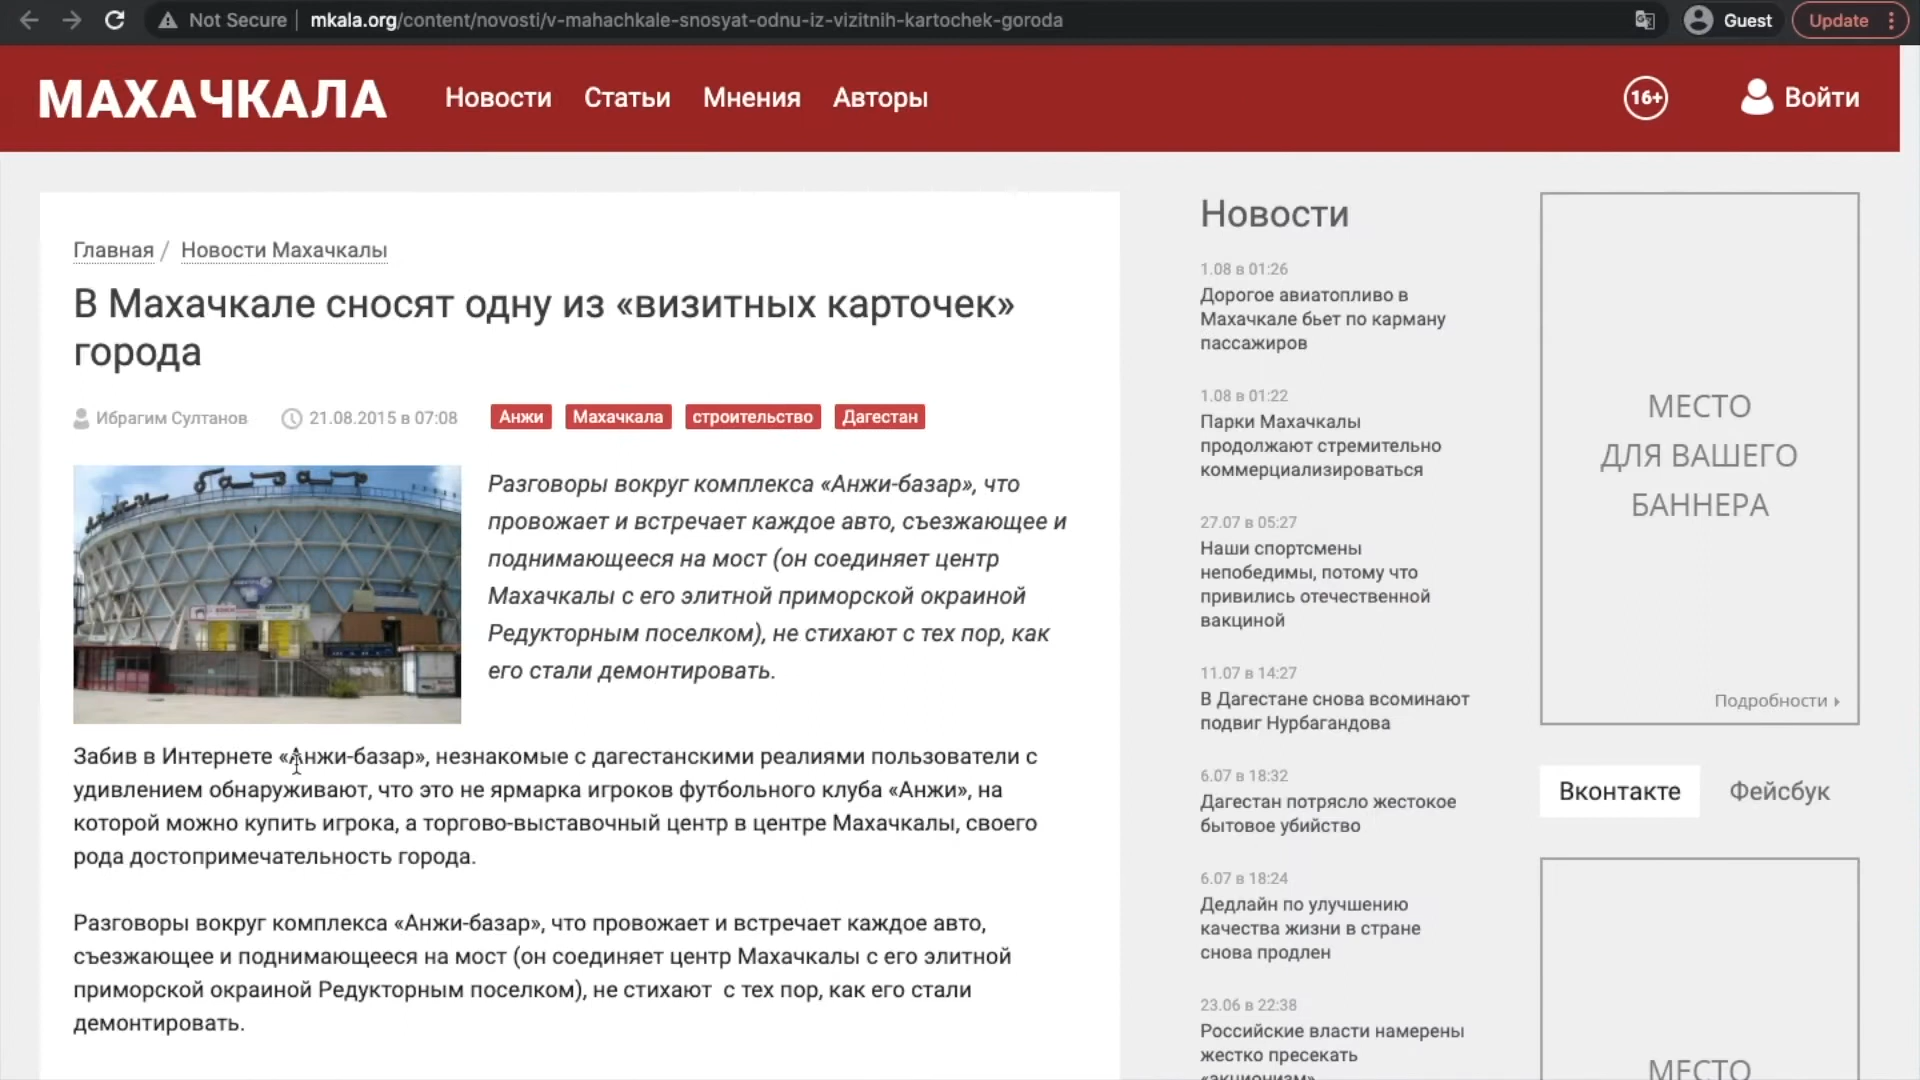 Not Secure
mkala.org/content/novosti/v-mahachkale-snosyat-odnu-iz-vizitnih-kartochek-goroda
Guest
Update
МАХАЧКАЛА
Новости
Статьи
Мнения
Авторы
16+
Войти
Главная / Новости Махачкалы
В Махачкале сносят одну из «визитных карточек»
города
Ибрагим Султанов
21.08.2015 в 07:08
Анжи
Махачкала
строительство
Дагестан
базар
Разговоры вокруг комплекса «Анжи-базар», что
провожает и встречает каждое авто, съезжающее и
поднимающееся на мост (он соединяет центр
Махачкалы с его элитной приморской окраиной
Редукторным поселком), не стихают с тех пор, как
его стали демонтировать.
Забив в Интернете «Анжи-базар», незнакомые с дагестанскими реалиями пользователи с
удивлением обнаруживают, что это не ярмарка игроков футбольного клуба «Анжи», на
которой можно купить игрока, а торгово-выставочный центр в центре Махачкалы, своего
рода достопримечательность города.
Разговоры вокруг комплекса «Анжи-базар», что провожает и встречает каждое авто,
съезжающее и поднимающееся на мост (он соединяет центр Махачкалы с его элитной
приморской окраиной Редукторным поселком), не стихают с тех пор, как его стали
демонтировать.
Новости
1.08 в 01:26
Дорогое авиатопливо в
Махачкале бьет по карману
пассажиров
1.08 в 01:22
Парки Махачкалы
продолжают стремительно
коммерциализироваться
27.07 в 05:27
Наши спортсмены
непобедимы, потому что
привились отечественной
вакциной
11.07 в 14:27
В Дагестане снова всоминают
подвиг Нурбагандова
6.07 в 18:32
Дагестан потрясло жестокое
бытовое убийство
6.07 в 18:24
Дедлайн по улучшению
качества жизни в стране
снова продлен
23.06 в 22:38
Российские власти намерены
жестко пресекать
«акционизм»
МЕСТО
ДЛЯ ВАШЕГО
БАННЕРА
Подробности
Вконтакте
Фейсбук
МЕСТО